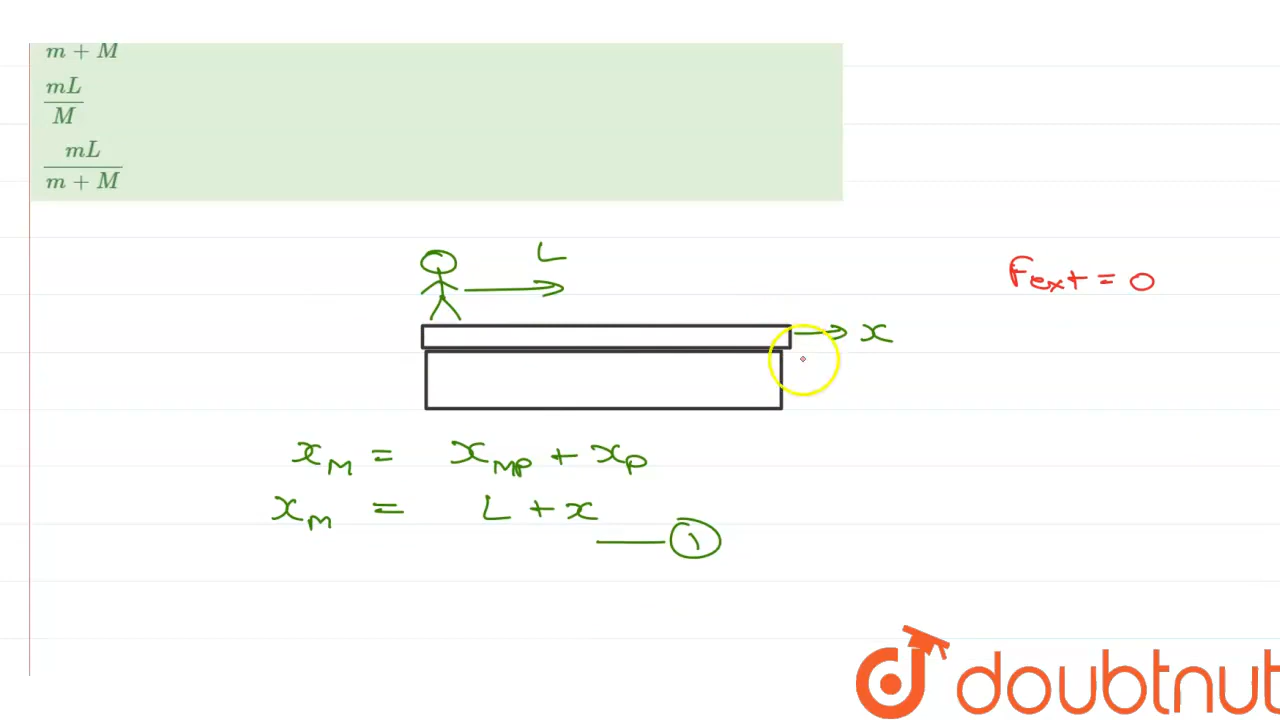 m + M
mL
M
mL
m + M
L
Fext = 0
x
xM = xMP + xP
xM = L + x
1
doubtnut